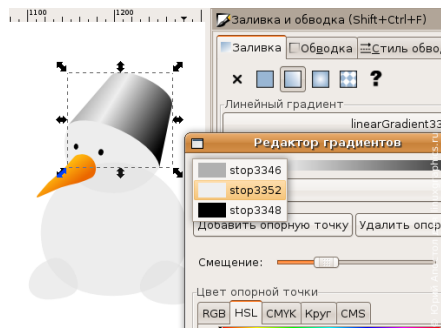 1100 1200
Заливка и обводка (Shift+Ctrl+F)
Заливка Обводка Стиль обво
Линейный градиент
linearGradient33
Редактор градиентов
stop3346
stop3352
stop3348
Добавить опорную точку Удалить опор
Смещение:
Цвет опорной точки
RGB HSL CMYK Круг CMS